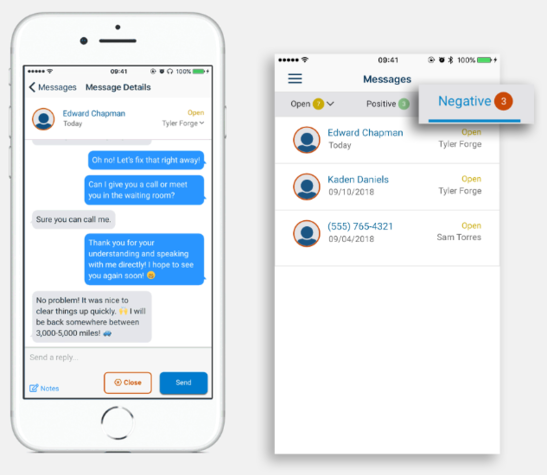 09:41
100%
Messages
Message Details
Edward Chapman
Open
Today
Tyler Forge
Oh no! Let's fix that right away!
Can I give you a call or meet
you in the waiting room?
Sure you can call me.
Thank you for your
understanding and speaking
with me directly! I hope to see
you again soon! 😀
No problem! It was nice to
clear things up quickly. 🙌 I will
be back somewhere between
3,000-5,000 miles! 🚙
Send a reply...
Notes
Close
Send
09:41
100%
Messages
Open 7
Positive 3
Negative 3
Edward Chapman
Open
Today
Tyler Forge
Kaden Daniels
Open
09/10/2018
Tyler Forge
(555) 765-4321
Open
09/04/2018
Sam Torres